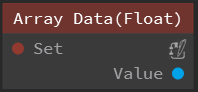 Array Data(Float)
Set
Value